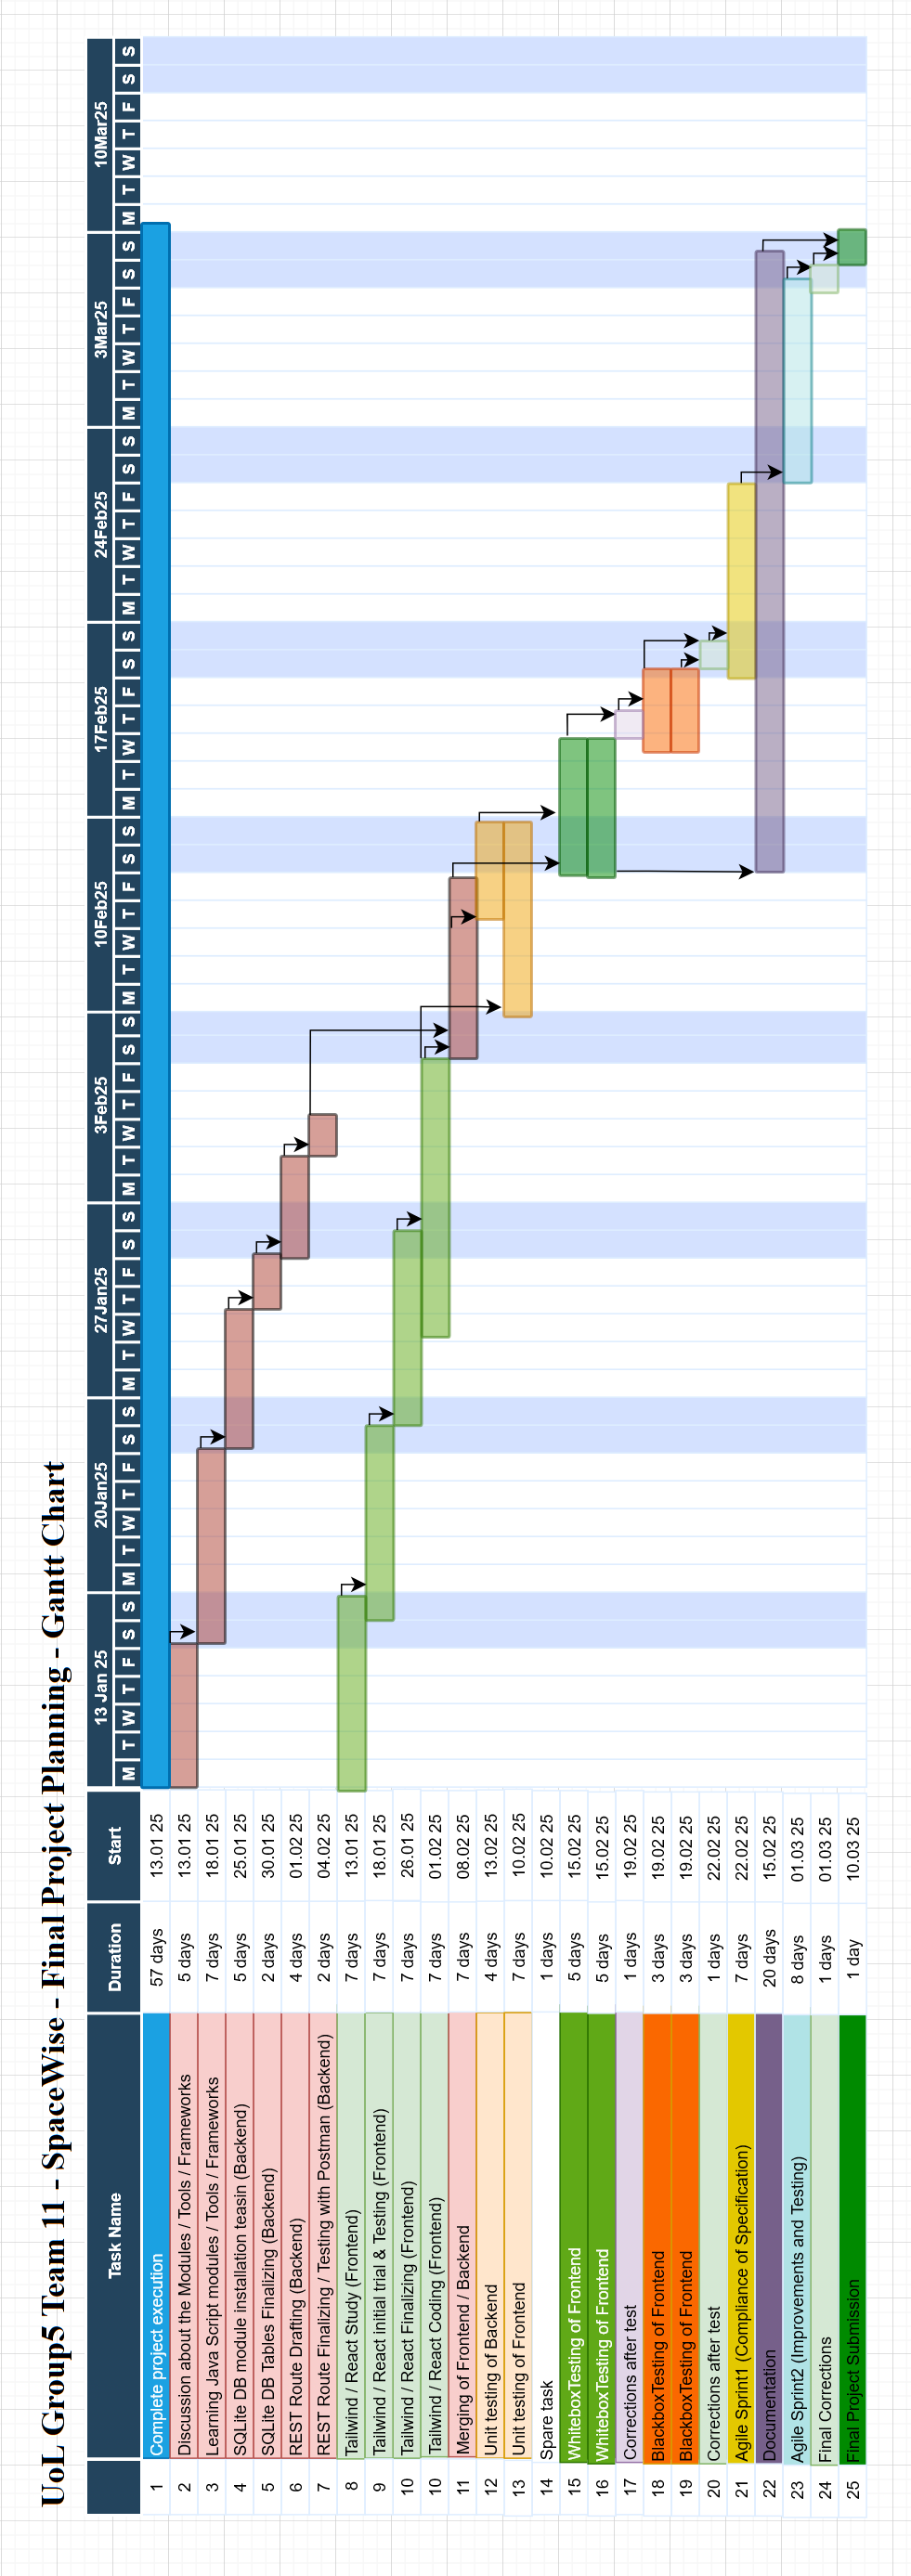 UoL Group5 Team 11 - SpaceWise - Final Project Planning - Gantt Chart
Task Name Duration Start 13 Jan 25 20Jan25 27Jan25 3Feb25 10Feb25 17Feb25 24Feb25 3Mar25 10Mar25
M T W T F S S M T W T F S S M T W T F S S M T W T F S S M T W T F S S M T W T F S S M T W T F S S M T W T F S S M T W T F S S
1 Complete project execution 57 days 13.01 25
2 Discussion about the Modules / Tools / Frameworks 5 days 13.01 25
3 Learning Java Script modules / Tools / Frameworks 7 days 18.01 25
4 SQLite DB module installation teasin (Backend) 5 days 25.01 25
5 SQlite DB Tables Finalizing (Backend) 2 days 30.01 25
6 REST Route Drafting (Backend) 4 days 01.02 25
7 REST Route Finalizing / Testing with Postman (Backend) 2 days 04.02 25
8 Tailwind / React Study (Frontend) 7 days 13.01 25
9 Tailwind / React initial trial & Testing (Frontend) 7 days 18.01 25
10 Tailwind / React Finalizing (Frontend) 7 days 26.01 25
10 Tailwind / React Coding (Frontend) 7 days 01.02 25
11 Merging of Frontend / Backend 7 days 08.02 25
12 Unit testing of Backend 4 days 13.02 25
13 Unit testing of Frontend 7 days 10.02 25
14 Spare task 1 days 10.02 25
15 WhiteboxTesting of Frontend 5 days 15.02 25
16 WhiteboxTesting of Frontend 5 days 15.02 25
17 Corrections after test 1 days 19.02 25
18 BlackboxTesting of Frontend 3 days 19.02 25
19 BlackboxTesting of Frontend 3 days 19.02 25
20 Corrections after test 1 days 22.02 25
21 Agile Sprint1 (Compliance of Specification) 7 days 22.02 25
22 Documentation 20 days 15.02 25
23 Agile Sprint2 (Improvements and Testing) 8 days 01.03 25
24 Final Corrections 1 days 01.03 25
25 Final Project Submission 1 day 10.03 25